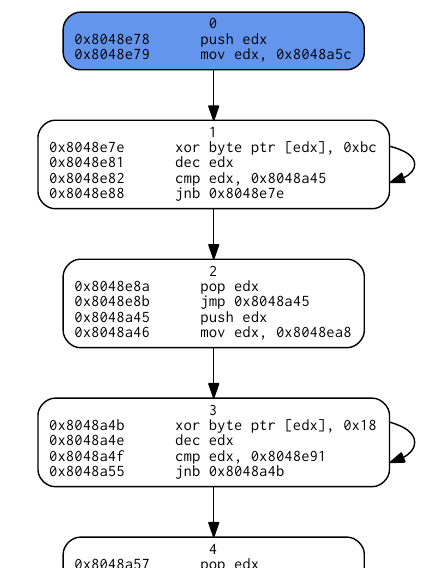 0
0x8048e78 push edx
0x8048e79 mov edx, 0x8048a5c
1
0x8048e7e xor byte ptr [edx], 0xbc
0x8048e81 dec edx
0x8048e82 cmp edx, 0x8048a45
0x8048e88 jnb 0x8048e7e
2
0x8048e8a pop edx
0x8048e8b jmp 0x8048a45
0x8048a45 push edx
0x8048a46 mov edx, 0x8048ea8
3
0x8048a4b xor byte ptr [edx], 0x18
0x8048a4e dec edx
0x8048a4f cmp edx, 0x8048e91
0x8048a55 jnb 0x8048a4b
4
0x8048a57 pop edx